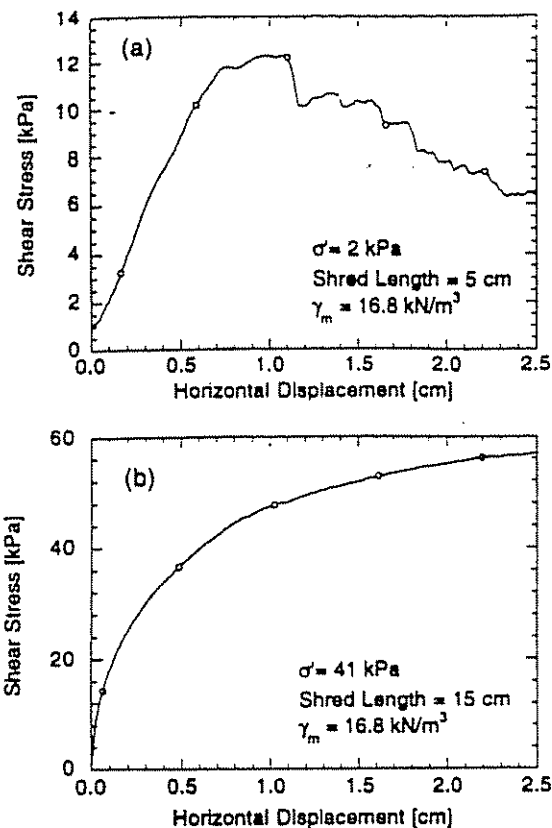 (a)
Shear Stress [kPa]
14
12
10
8
6
4
2
0
σ'= 2 kPa
Shred Length = 5 cm
γm = 16.8 kN/m³
0.0 0.5 1.0 1.5 2.0 2.5
Horizontal Displacement [cm]
(b)
Shear Stress [kPa]
60
40
20
0
σ'= 41 kPa
Shred Length = 15 cm
γm = 16.8 kN/m³
0.0 0.5 1.0 1.5 2.0 2.5
Horizontal Displacement [cm]